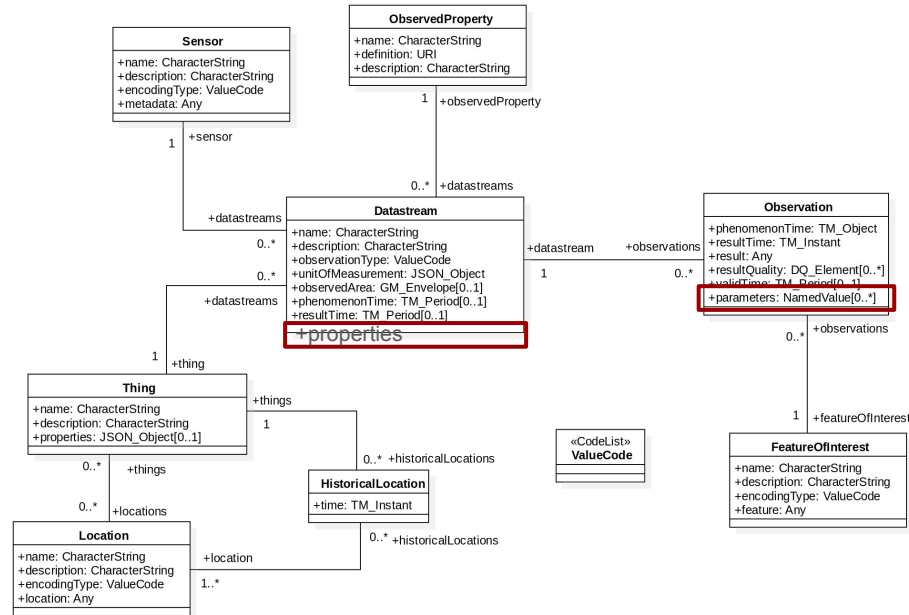 ObservedProperty
+name: CharacterString
+definition: URI
+description: CharacterString
Sensor
+name: CharacterString
+description: CharacterString
+encodingType: ValueCode
+metadata: Any
1
+observedProperty
+sensor
1
0..*
+datastreams
Datastream
+name: CharacterString
+description: CharacterString
+observationType: ValueCode
+unitOfMeasurement: JSON_Object
+observedArea: GM_Envelope[0..1]
+phenomenonTime: TM_Period[0..1]
+resultTime: TM_Period[0..1]
+properties
+datastreams
0..*
0..*
+datastreams
+datastream
+observations
1
0..*
Observation
+phenomenonTime: TM_Object
+resultTime: TM_Instant
+result: Any
+resultQuality: DQ_Element[0..*]
+validTime: TM_Period[0..1]
+parameters: NamedValue[0..*]
+observations
0..*
1
+thing
Thing
+name: CharacterString
+description: CharacterString
+properties: JSON_Object[0..1]
+things
1
0..*
+historicalLocations
1
+featureOfInterest
«CodeList»
ValueCode
FeatureOfInterest
+name: CharacterString
+description: CharacterString
+encodingType: ValueCode
+feature: Any
0..*
+things
HistoricalLocation
+time: TM_Instant
0..*
+locations
0..*
+historicalLocations
Location
+name: CharacterString
+description: CharacterString
+encodingType: ValueCode
+location: Any
+location
1..*